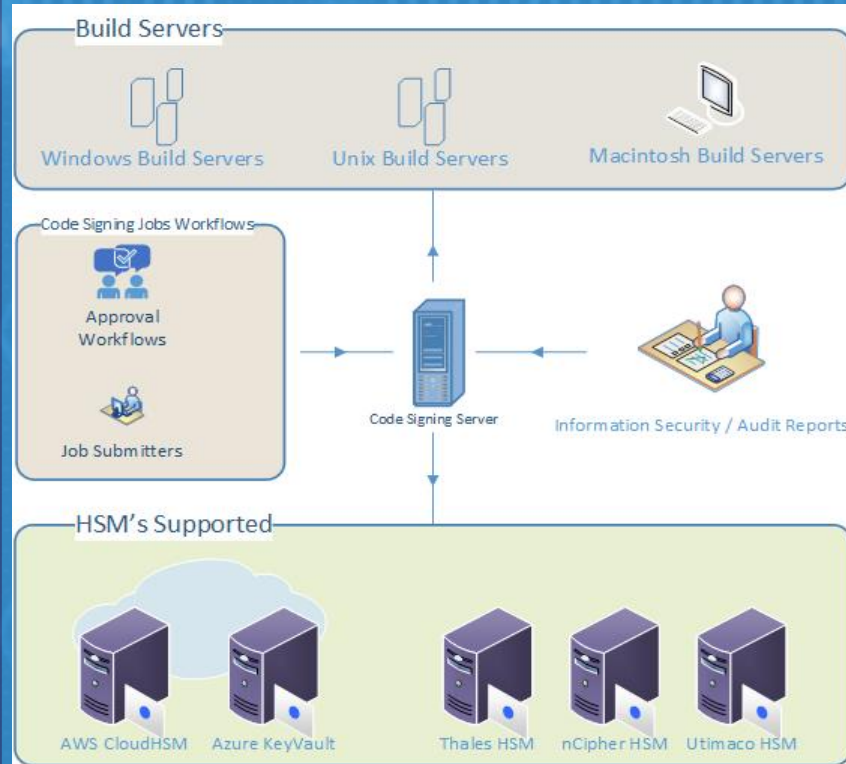 Build Servers
Windows Build Servers
Unix Build Servers
Macintosh Build Servers
Code Signing Jobs Workflows
Approval
Workflows
Job Submitters
Code Signing Server
Information Security / Audit Reports
HSM's Supported
AWS CloudHSM
Azure KeyVault
Thales HSM
nCipher HSM
Utimaco HSM